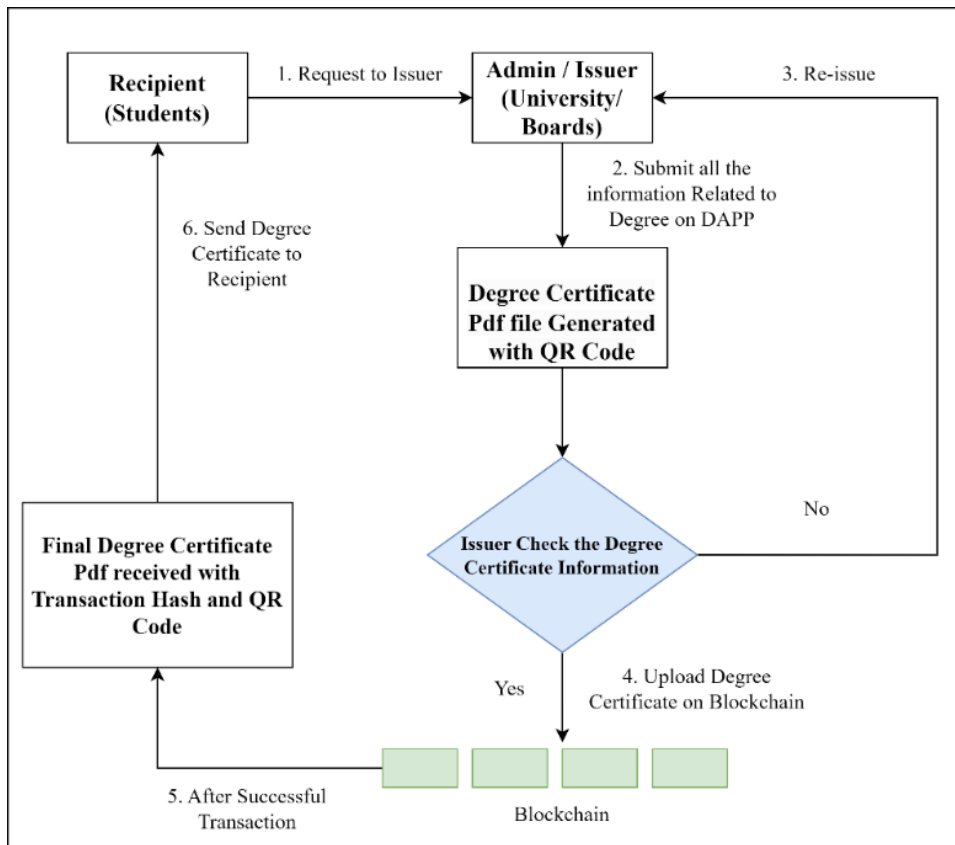 Recipient
(Students)
1. Request to Issuer
Admin / Issuer
(University/
Boards)
3. Re-issue
2. Submit all the
information Related to
Degree on DAPP
6. Send Degree
Certificate to
Recipient
Degree Certificate
Pdf file Generated
with QR Code
No
Issuer Check the Degree
Certificate Information
Final Degree Certificate
Pdf received with
Transaction Hash and QR
Code
Yes
4. Upload Degree
Certificate on Blockchain
5. After Successful
Transaction
Blockchain